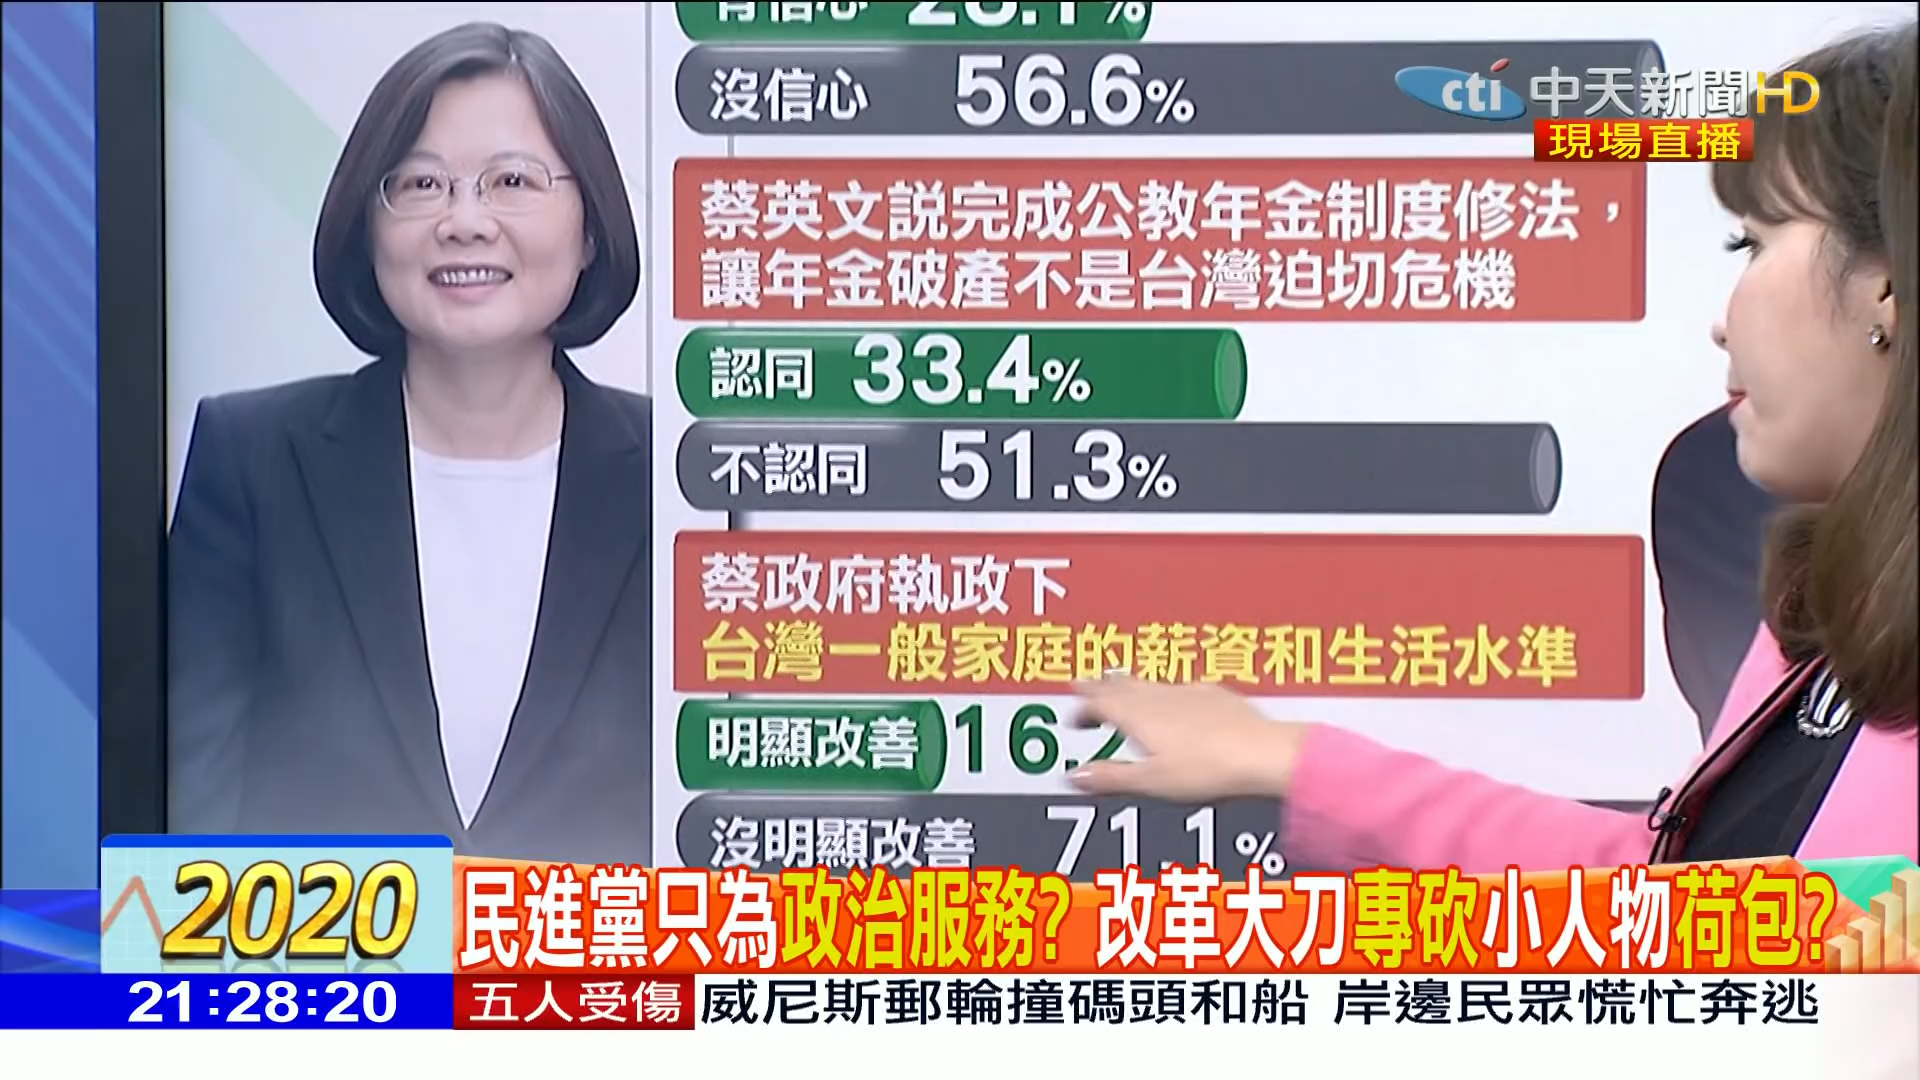 沒信心 56.6%
cti 中天新聞HD
現場直播
蔡英文說完成公教年金制度修法，
讓年金破產不是台灣迫切危機
認同 33.4%
不認同 51.3%
蔡政府執政下
台灣一般家庭的薪資和生活水準
明顯改善 16.2
沒明顯改善 71.1%
2020 民進黨只為政治服務? 改革大刀專砍小人物荷包?
21:28:20 五人受傷 威尼斯郵輪撞碼頭和船 岸邊民眾慌忙奔逃